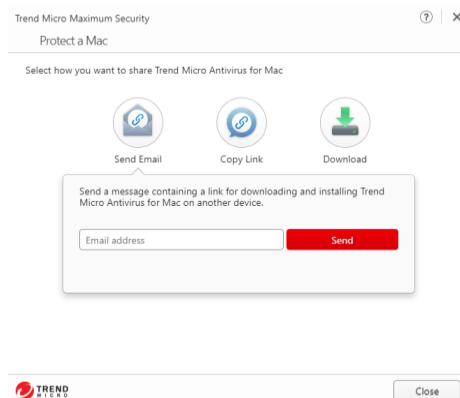 Trend Micro Maximum Security
?
Protect a Mac
Select how you want to share Trend Micro Antivirus for Mac
Send Email
Copy Link
Download
Send a message containing a link for downloading and installing Trend
Micro Antivirus for Mac on another device.
Email address
Send
TREND
MICRO
Close